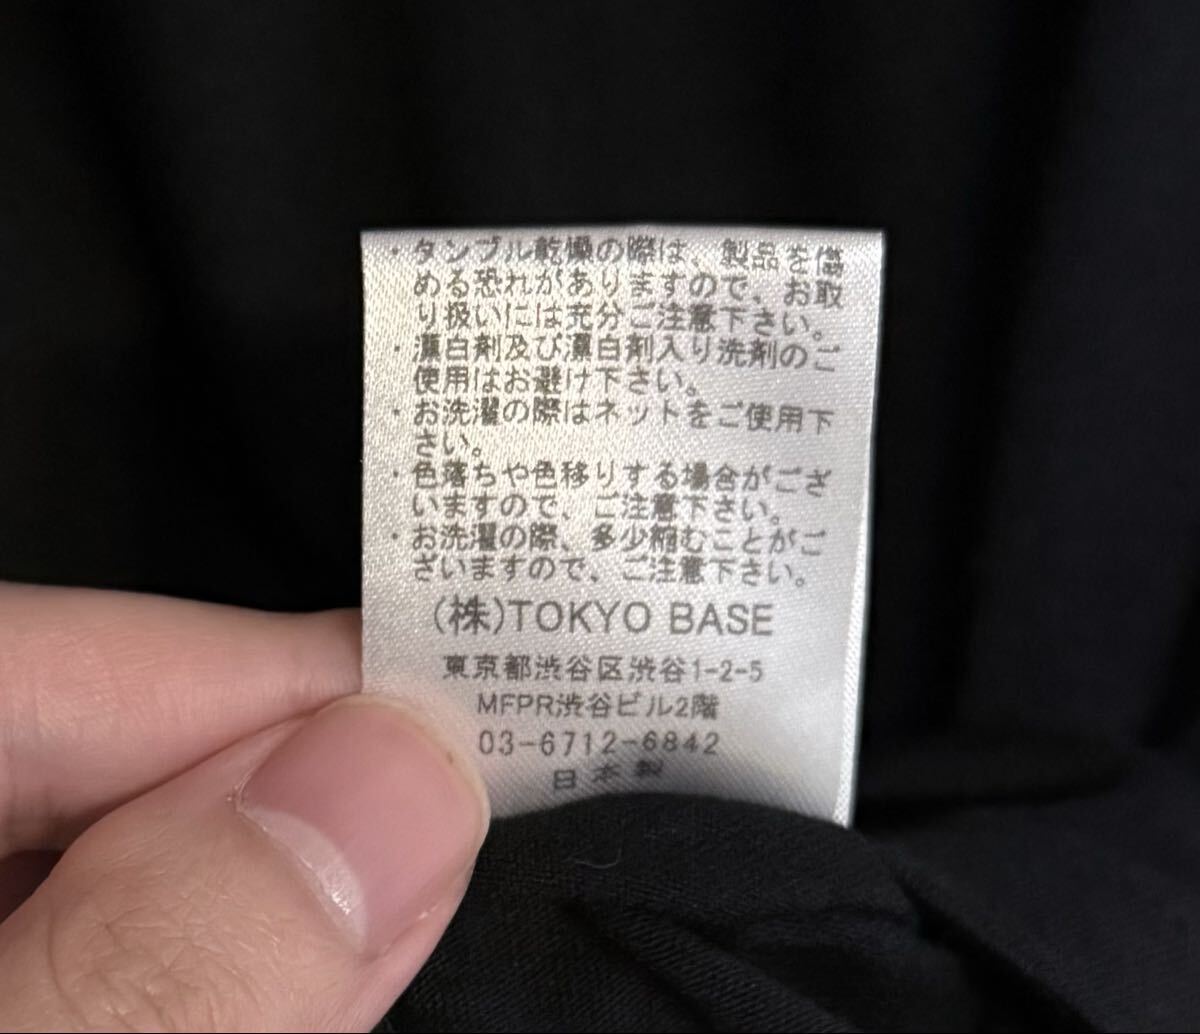 ・タンブル乾燥の際は、製品を傷
める恐れがありますので、お取
り扱いには充分ご注意下さい。
・漂白剤及び漂白剤入り洗剤のご
使用はお避け下さい。
・お洗濯の際はネットをご使用下
さい。
・色落ちや色移りする場合がござ
いますので、ご注意下さい。
・お洗濯の際、多少縮むことがご
ざいますので、ご注意下さい。
(株)TOKYO BASE
東京都渋谷区渋谷1-2-5
MFPR渋谷ビル2階
03-6712-6842
日本製